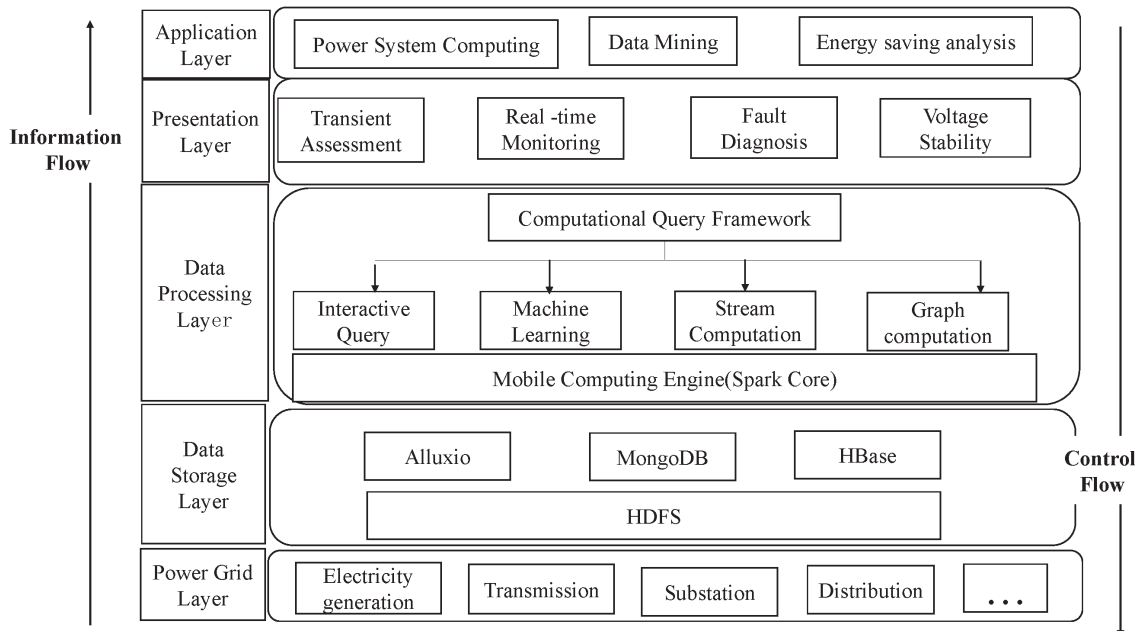 Application
Layer
Power System Computing
Data Mining
Energy saving analysis
Information
Flow
Presentation
Layer
Transient
Assessment
Real -time
Monitoring
Fault
Diagnosis
Voltage
Stability
Data
Processing
Layer
Computational Query Framework
Interactive
Query
Machine
Learning
Stream
Computation
Graph
computation
Mobile Computing Engine(Spark Core)
Data
Storage
Layer
Alluxio
MongoDB
HBase
HDFS
Control
Flow
Power Grid
Layer
Electricity
generation
Transmission
Substation
Distribution
...